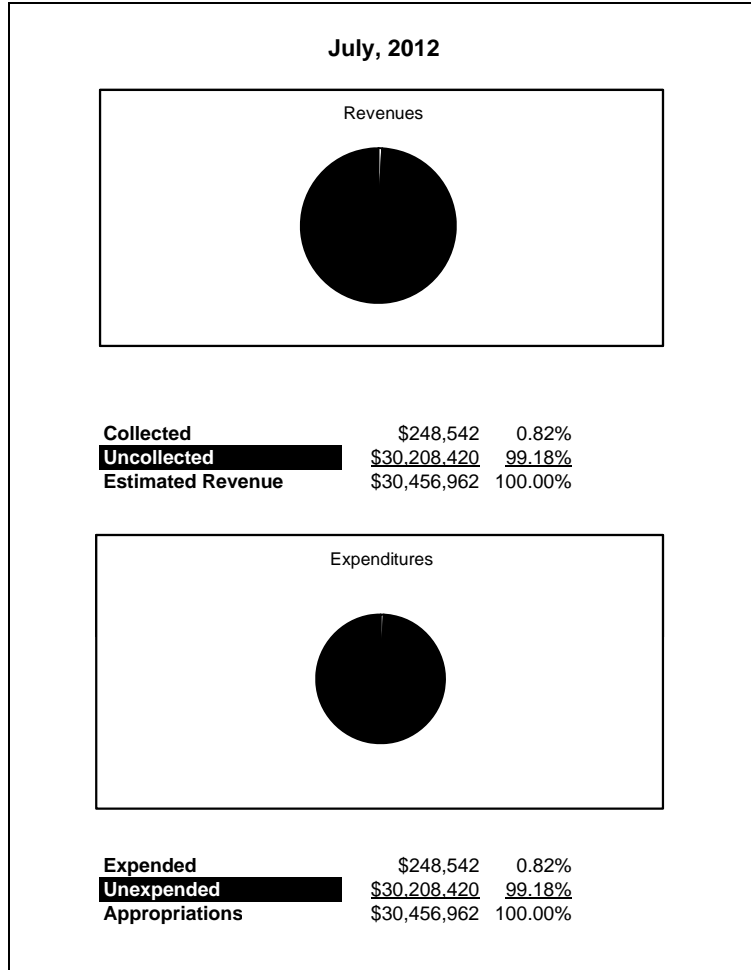 July, 2012
Revenues
Collected $248,542 0.82%
Uncollected $30,208,420 99.18%
Estimated Revenue $30,456,962 100.00%
Expenditures
Expended $248,542 0.82%
Unexpended $30,208,420 99.18%
Appropriations $30,456,962 100.00%